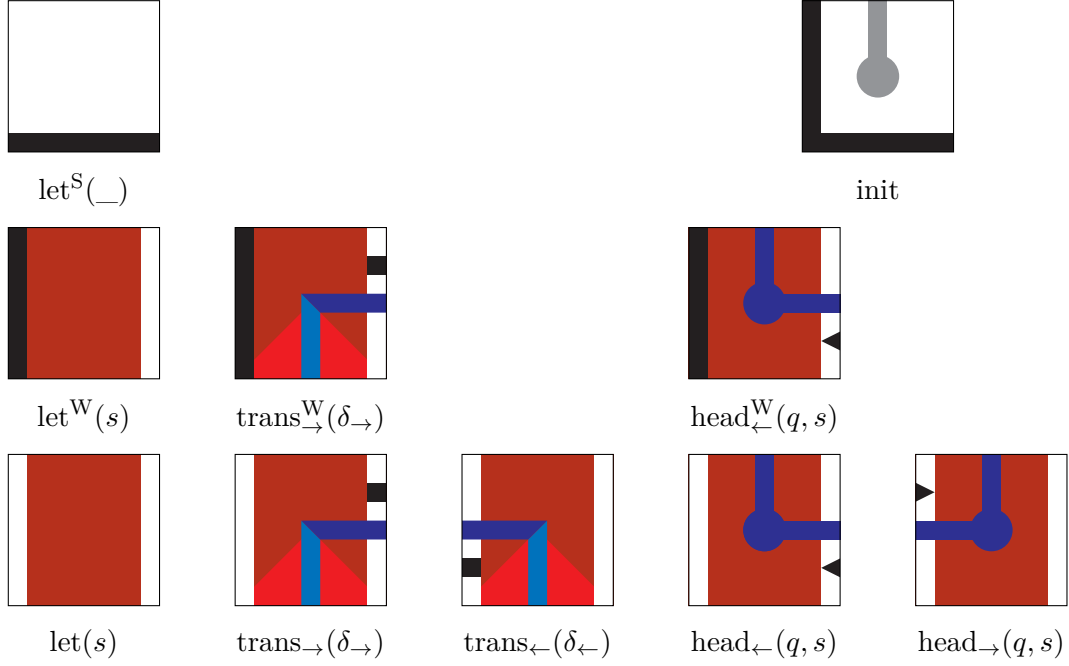 let^S(_) init
let^W(s) trans^W_→(δ_→) head^W_←(q, s)
let(s) trans_→(δ_→) trans_←(δ_←) head_←(q, s) head_→(q, s)